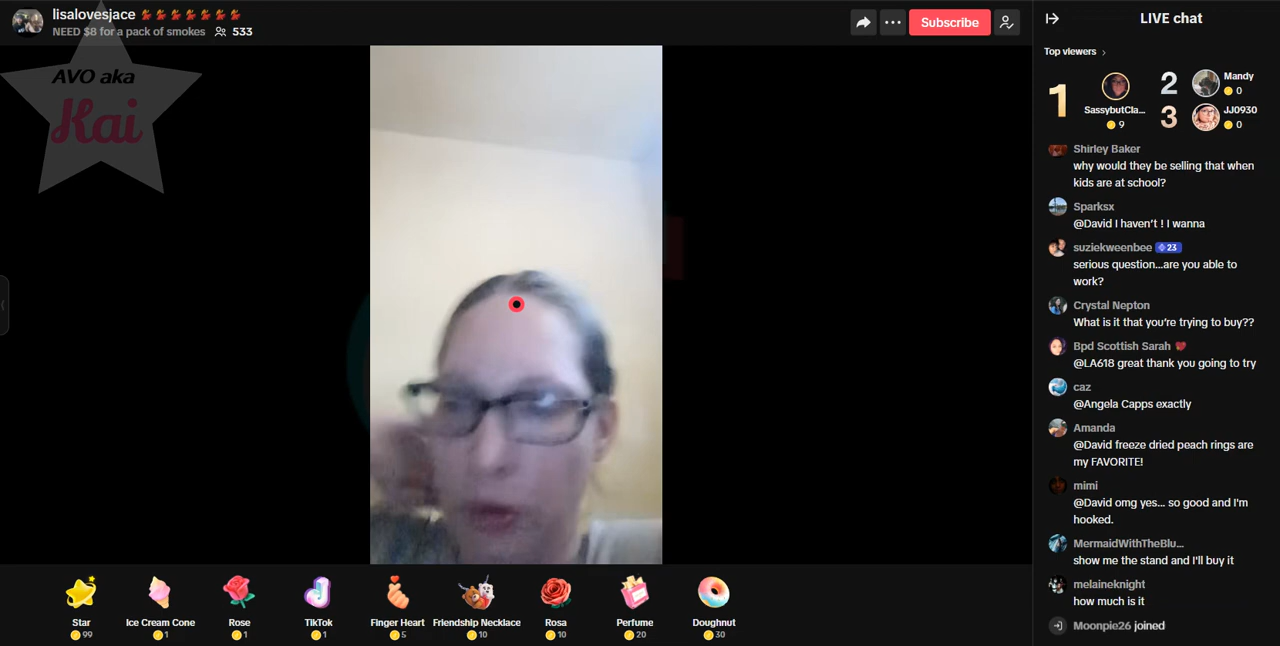 lisalovesjace
NEED $8 for a pack of smokes 533
Subscribe
AVO aka
Kai
LIVE chat
Top viewers
1
SassybutCla...
9
2
Mandy
0
3
JJ0930
0
Shirley Baker
why would they be selling that when
kids are at school?
Sparksx
@David I haven't ! I wanna
suziekweenbee 23
serious question...are you able to
work?
Crystal Nepton
What is it that you're trying to buy??
Bpd Scottish Sarah
@LA618 great thank you going to try
caz
@Angela Capps exactly
Amanda
@David freeze dried peach rings are
my FAVORITE!
mimi
@David omg yes... so good and I'm
hooked.
MermaidWithTheBlu...
show me the stand and I'll buy it
melaineknight
how much is it
Moonpie26 joined
Star
99
Ice Cream Cone
1
Rose
1
TikTok
1
Finger Heart
5
Friendship Necklace
10
Rosa
10
Perfume
20
Doughnut
30